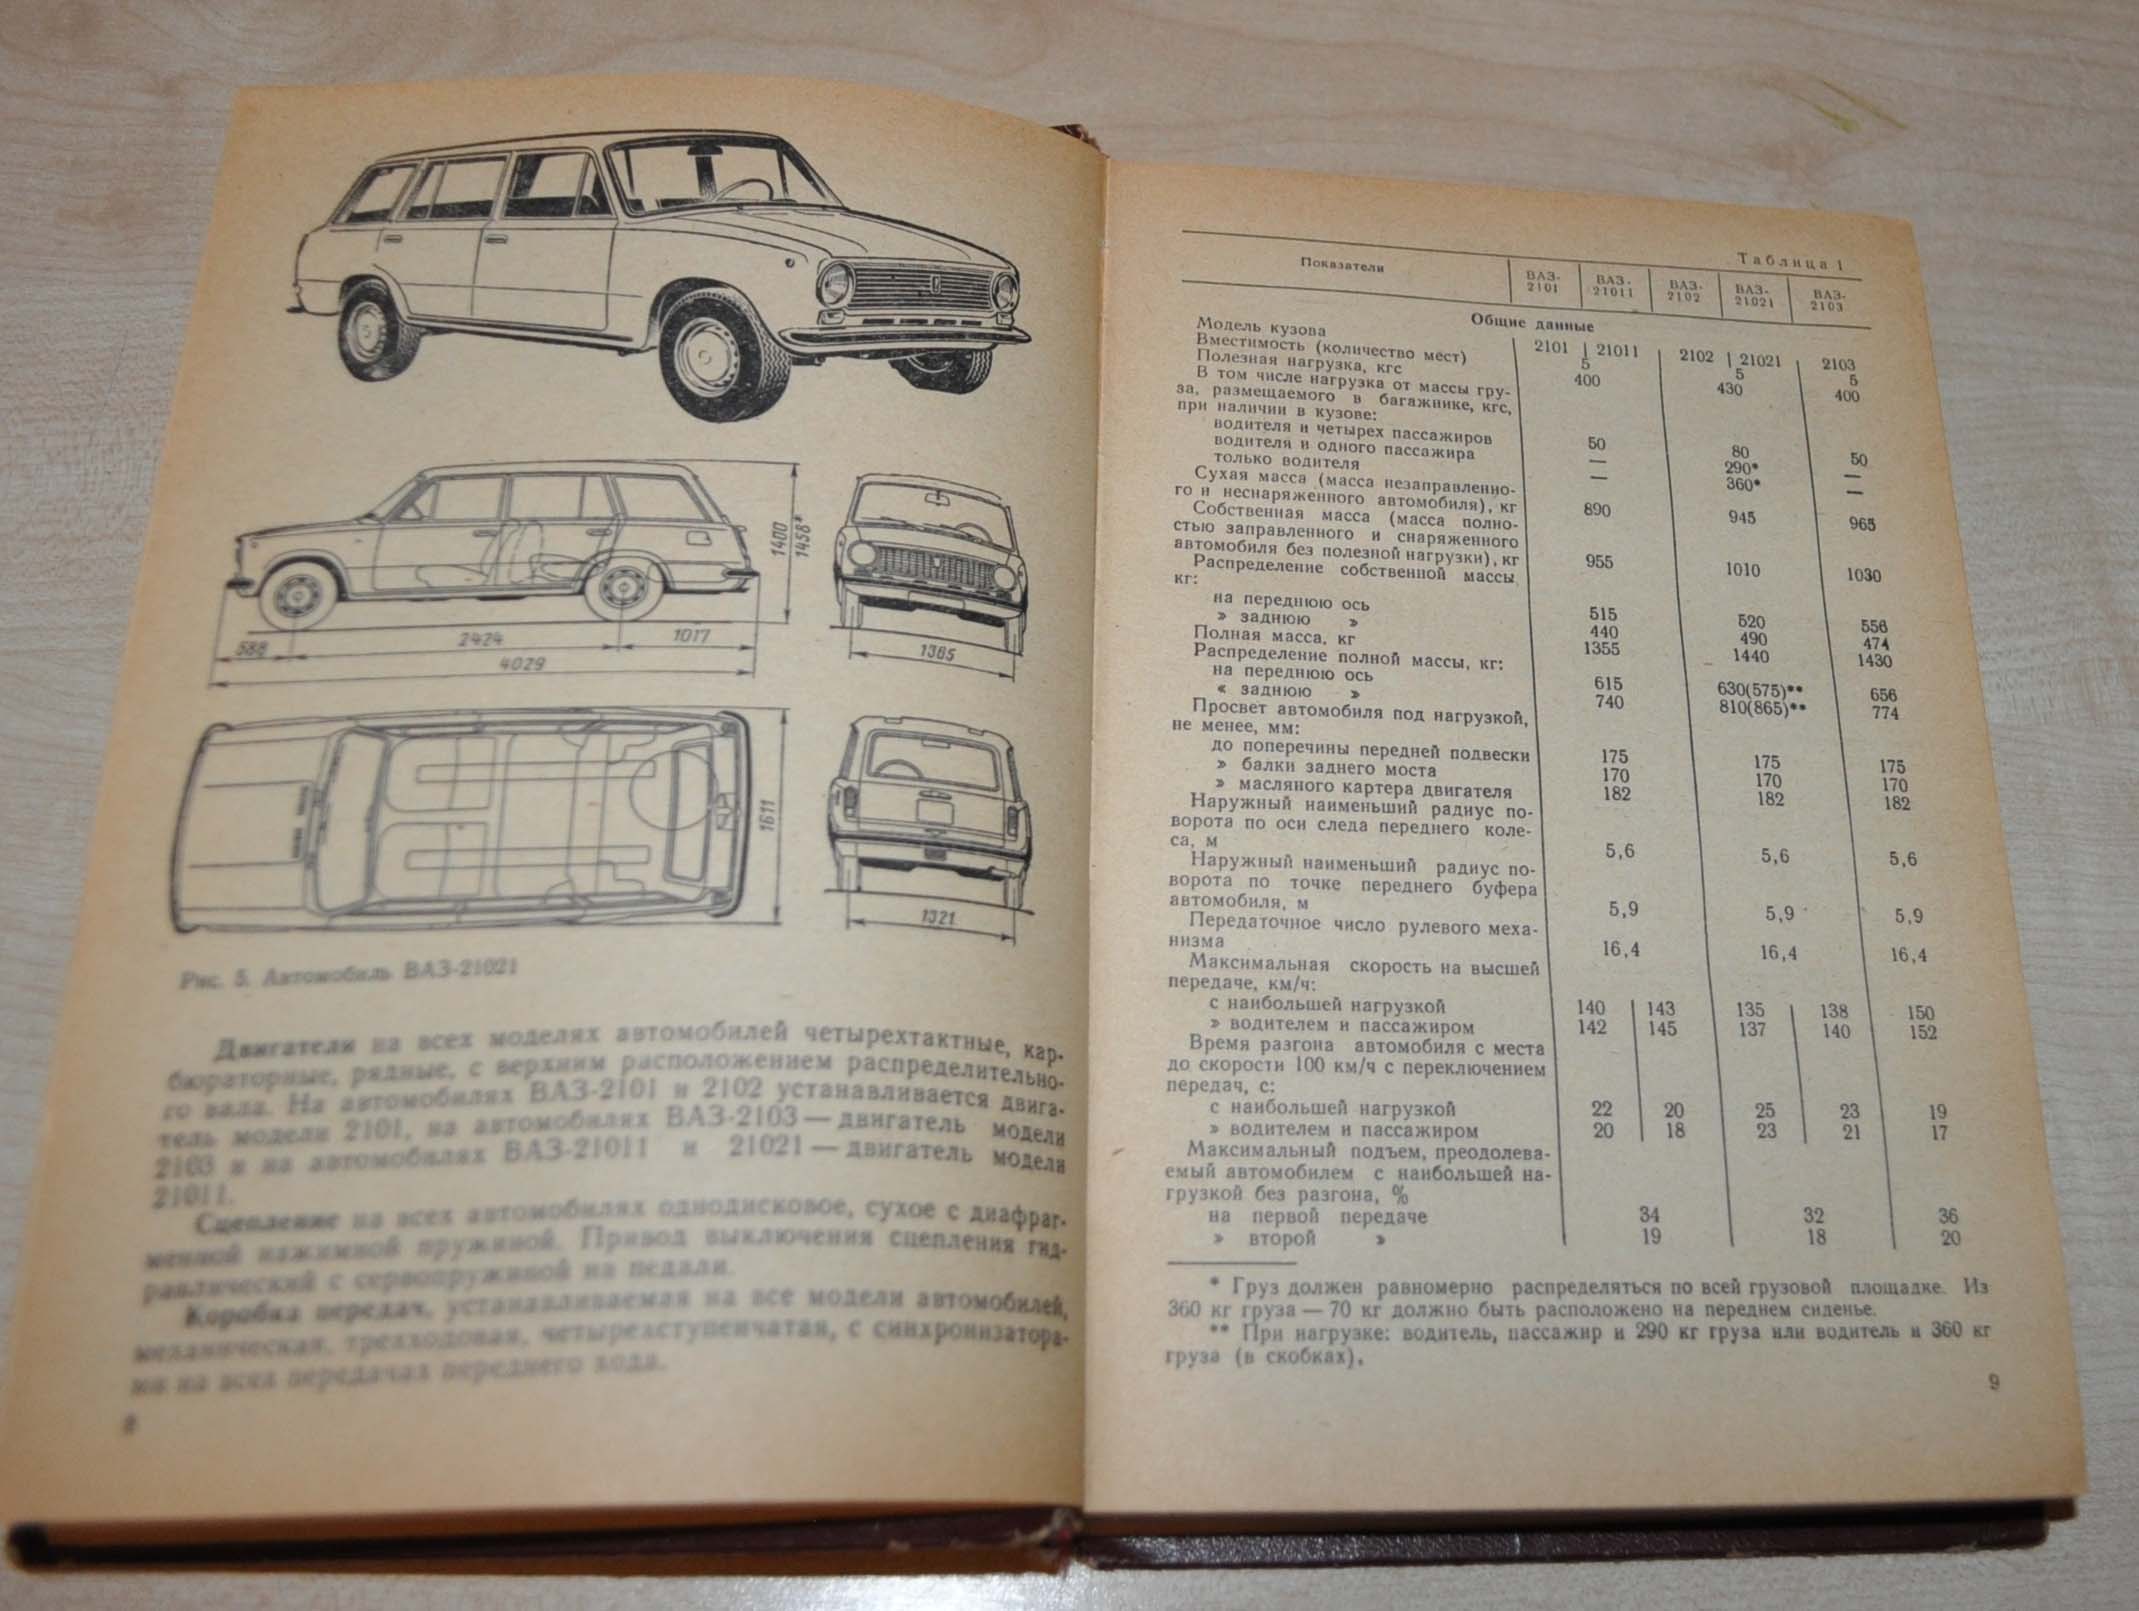 1400
1458*
588
2424
1017
4029
1365
1611
1321
Рис. 5. Автомобиль ВАЗ-21021
Двигатели на всех моделях автомобилей четырехтактные, кар-
бюраторные, рядные, с верхним расположением распределительно-
го вала. На автомобилях ВАЗ-2101 и 2102 устанавливается двига-
тель модели 2101, на автомобилях ВАЗ-2103 — двигатель модели
2103 и на автомобилях ВАЗ-21011 и 21021 — двигатель модели
21011.
Сцепление на всех автомобилях однодисковое, сухое с диафраг-
менной нажимной пружиной. Привод выключения сцепления гид-
равлический с сервопружиной на педали.
Коробка передач, устанавливаемая на все модели автомобилей,
механическая, трехходовая, четырехступенчатая, с синхронизатора-
ми на всех передачах переднего хода.
8
Таблица 1
Показатели ВАЗ-2101 ВАЗ-21011 ВАЗ-2102 ВАЗ-21021 ВАЗ-2103
Общие данные
Модель кузова 2101 21011 2102 21021 2103
Вместимость (количество мест) 5 5 5
Полезная нагрузка, кгс 400 430 400
В том числе нагрузка от массы гру-
за, размещаемого в багажнике, кгс,
при наличии в кузове:
водителя и четырех пассажиров 50 80 50
водителя и одного пассажира — 290* —
только водителя — 360* —
Сухая масса (масса незаправленно-
го и неснаряженного автомобиля), кг 890 945 965
Собственная масса (масса полно-
стью заправленного и снаряженного
автомобиля без полезной нагрузки), кг 955 1010 1030
Распределение собственной массы,
кг:
на переднюю ось 515 520 556
» заднюю » 440 490 474
Полная масса, кг 1355 1440 1430
Распределение полной массы, кг:
на переднюю ось 615 630(575)** 656
« заднюю » 740 810(865)** 774
Просвет автомобиля под нагрузкой,
не менее, мм:
до поперечины передней подвески 175 175 175
» балки заднего моста 170 170 170
» масляного картера двигателя 182 182 182
Наружный наименьший радиус по-
ворота по оси следа переднего коле-
са, м 5,6 5,6 5,6
Наружный наименьший радиус по-
ворота по точке переднего буфера
автомобиля, м 5,9 5,9 5,9
Передаточное число рулевого меха-
низма 16,4 16,4 16,4
Максимальная скорость на высшей
передаче, км/ч:
с наибольшей нагрузкой 140 143 135 138 150
» водителем и пассажиром 142 145 137 140 152
Время разгона автомобиля с места
до скорости 100 км/ч с переключением
передач, с:
с наибольшей нагрузкой 22 20 25 23 19
» водителем и пассажиром 20 18 23 21 17
Максимальный подъем, преодолева-
емый автомобилем с наибольшей на-
грузкой без разгона, %
на первой передаче 34 32 36
» второй » 19 18 20
* Груз должен равномерно распределяться по всей грузовой площадке. Из
360 кг груза — 70 кг должно быть расположено на переднем сиденье.
** При нагрузке: водитель, пассажир и 290 кг груза или водитель и 360 кг
груза (в скобках).
9